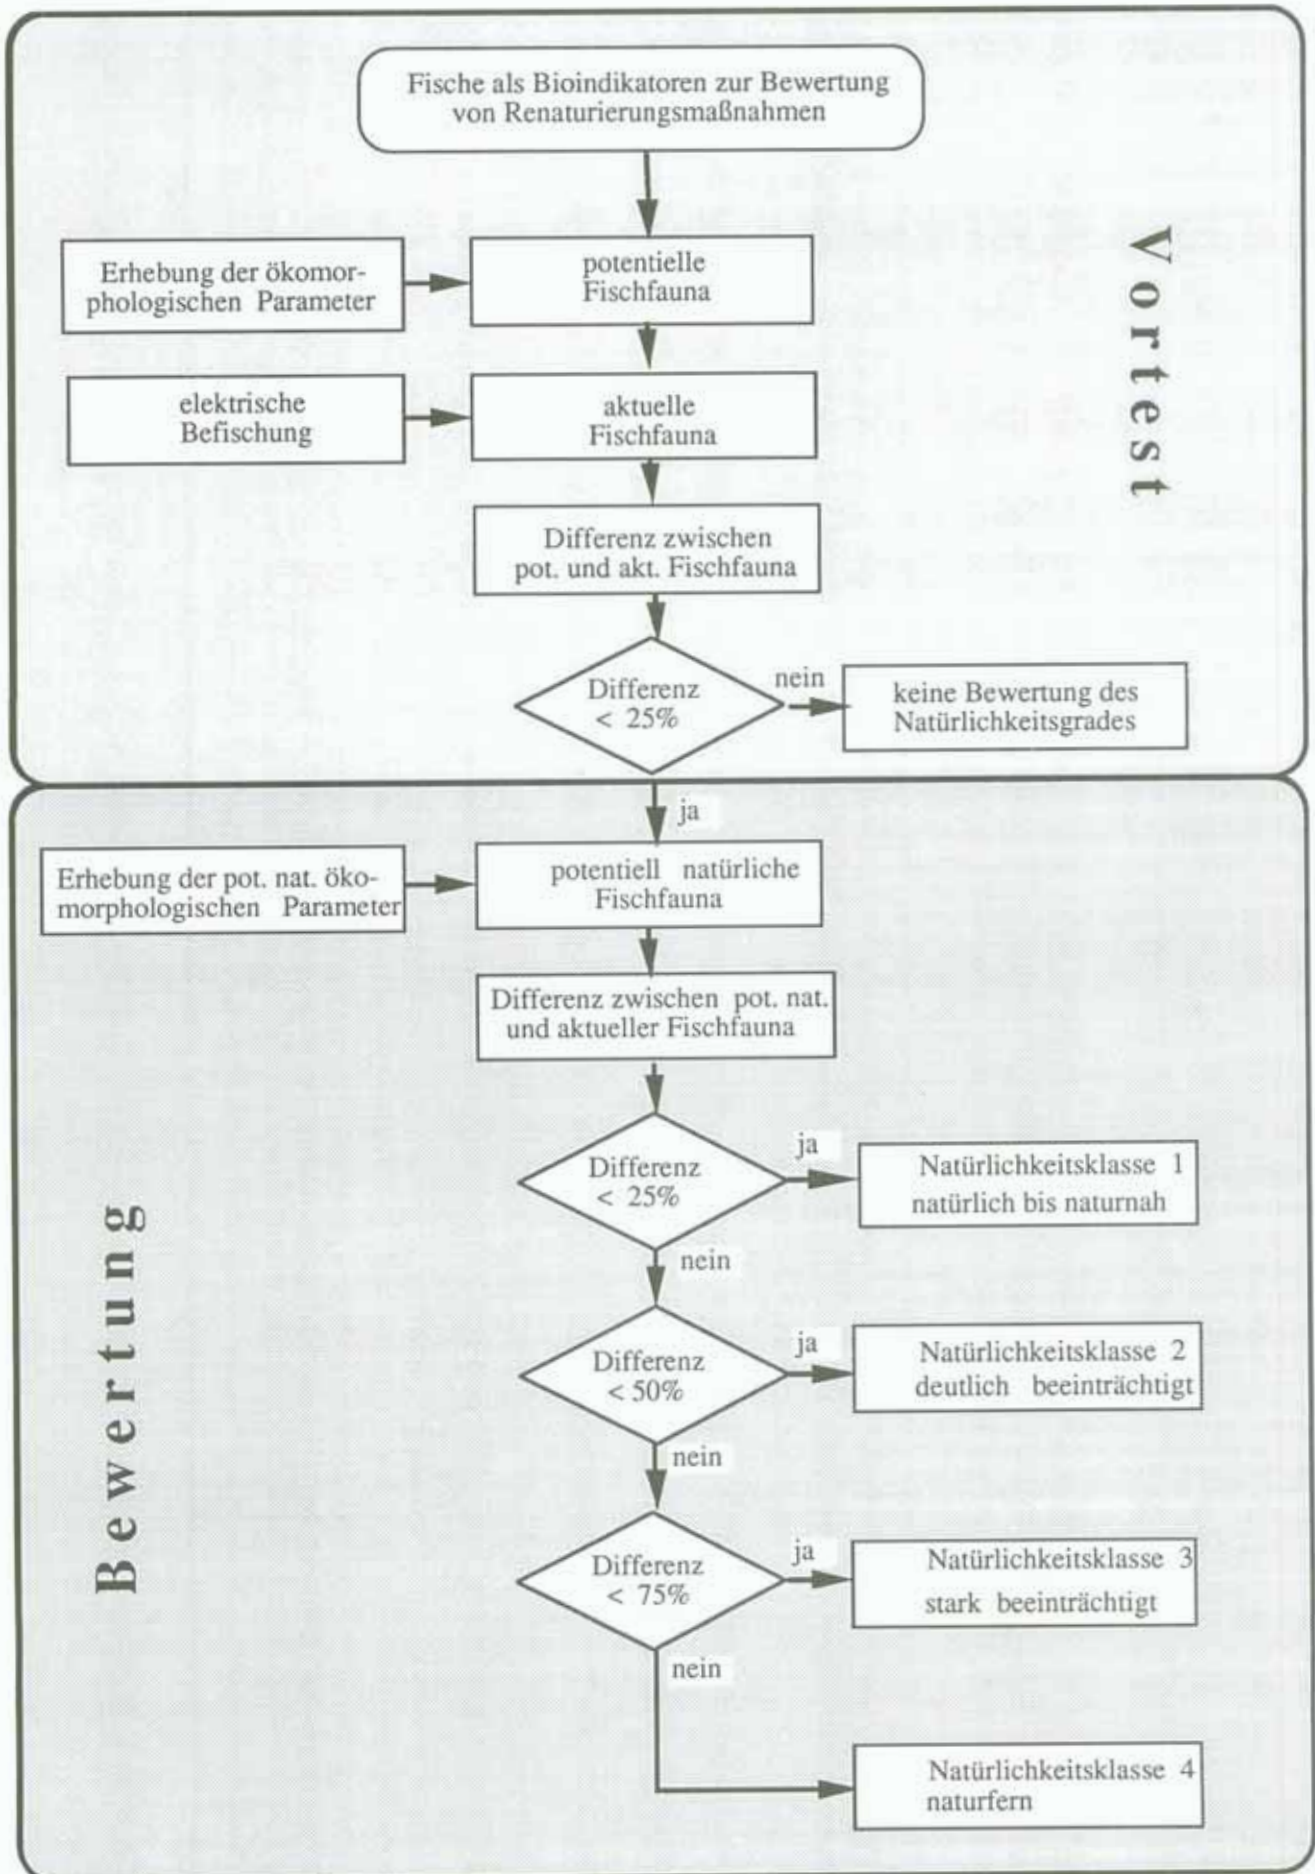 Fische als Bioindikatoren zur Bewertung
von Renaturierungsmaßnahmen
Vortest
Erhebung der ökomor-
phologischen Parameter
potentielle
Fischfauna
elektrische
Befischung
aktuelle
Fischfauna
Differenz zwischen
pot. und akt. Fischfauna
Differenz
< 25%
nein
keine Bewertung des
Natürlichkeitsgrades
ja
Bewertung
Erhebung der pot. nat. öko-
morphologischen Parameter
potentiell natürliche
Fischfauna
Differenz zwischen pot. nat.
und aktueller Fischfauna
Differenz
< 25%
ja
Natürlichkeitsklasse 1
natürlich bis naturnah
nein
Differenz
< 50%
ja
Natürlichkeitsklasse 2
deutlich beeinträchtigt
nein
Differenz
< 75%
ja
Natürlichkeitsklasse 3
stark beeinträchtigt
nein
Natürlichkeitsklasse 4
naturfern